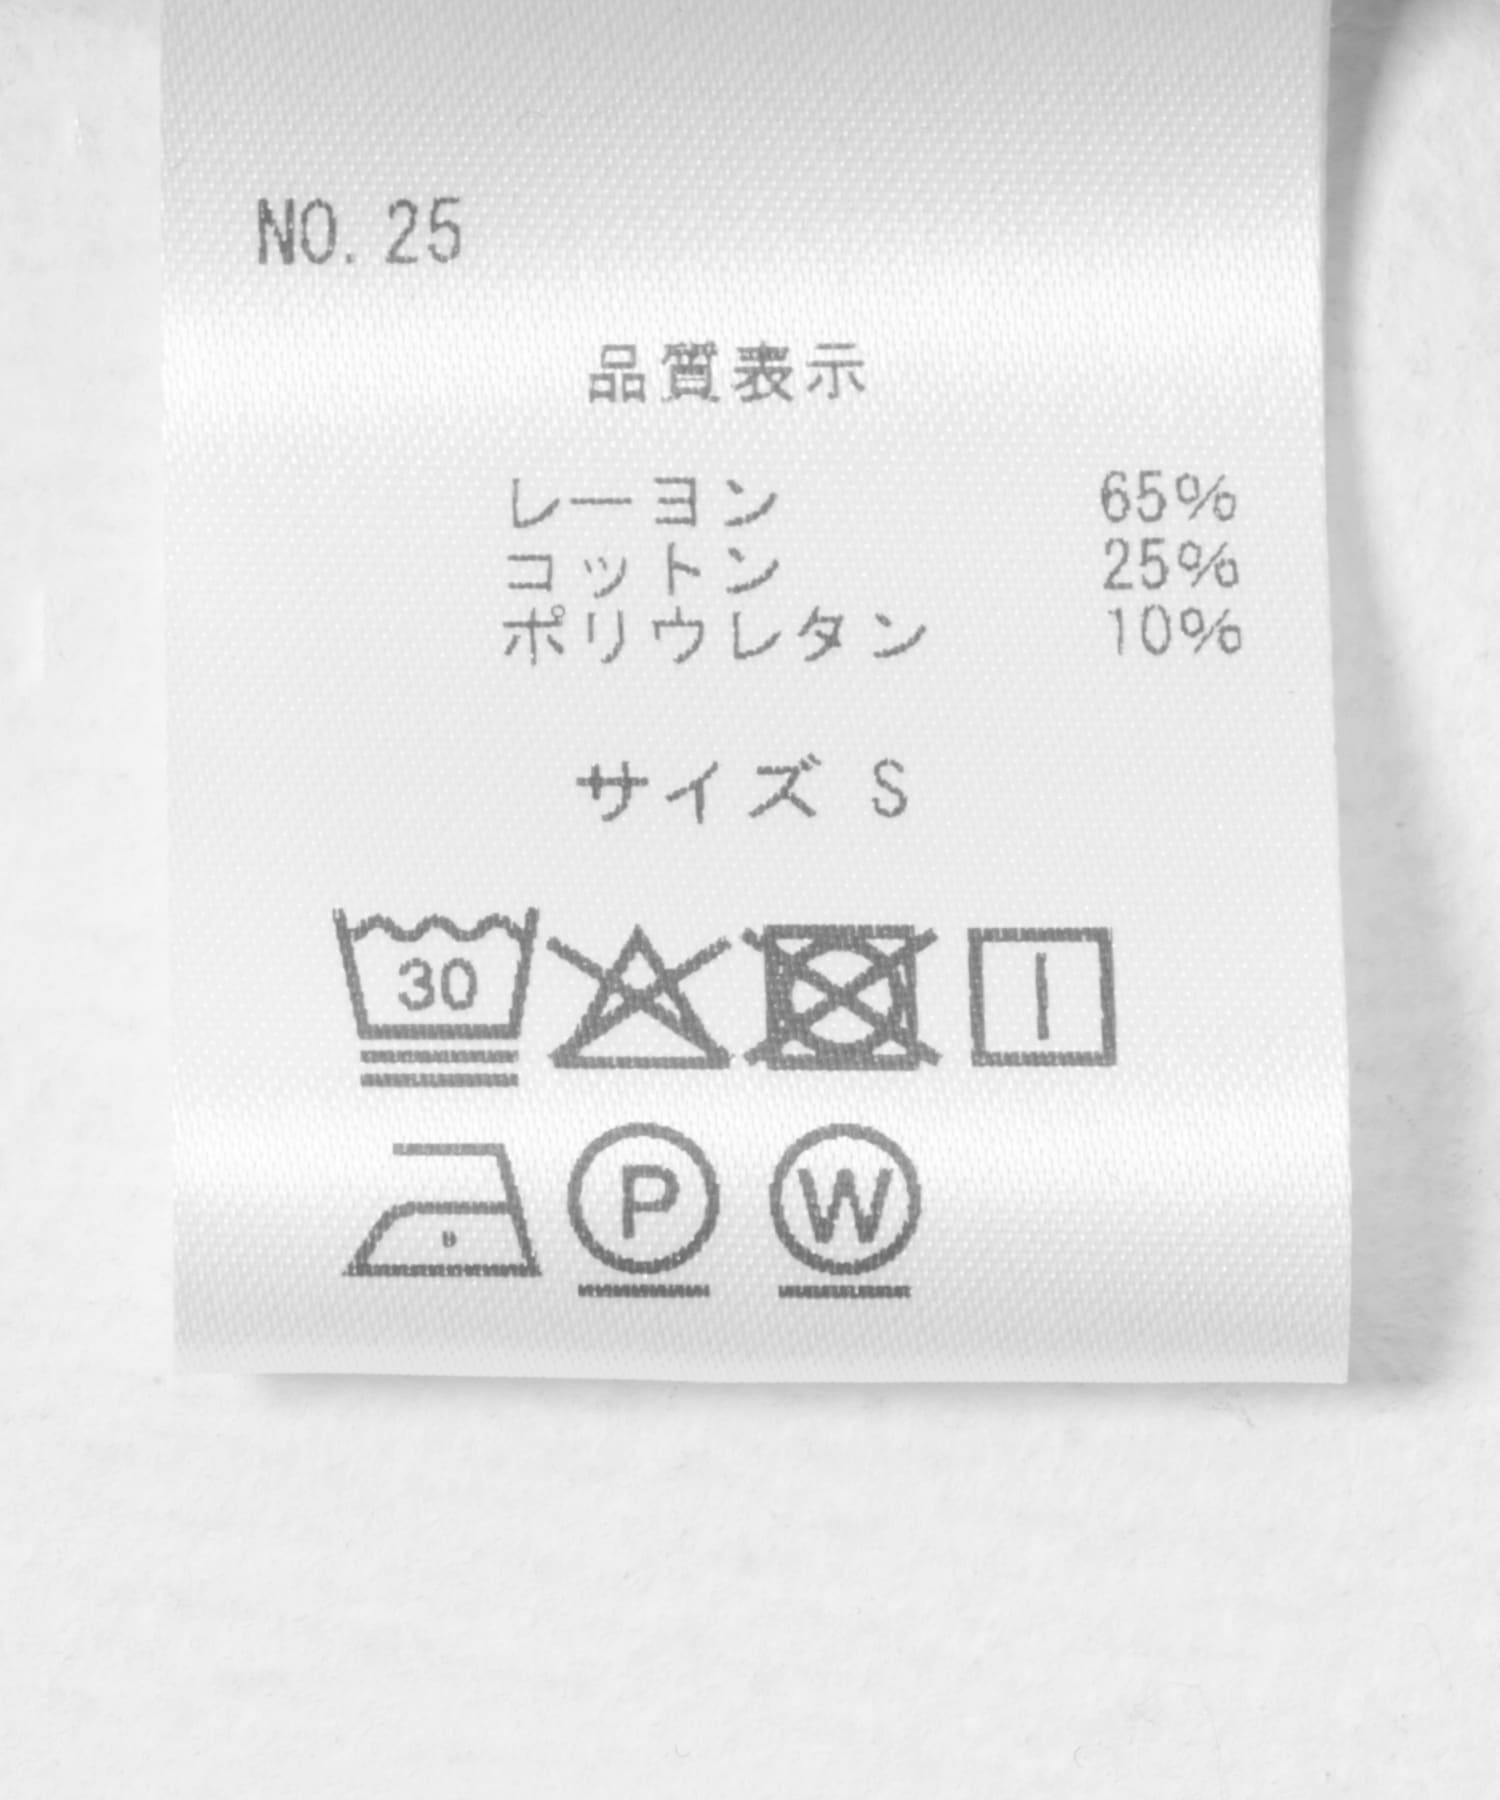 NO. 25
品質表示
レーヨン 65%
コットン 25%
ポリウレタン 10%
サイズ S
30
P W